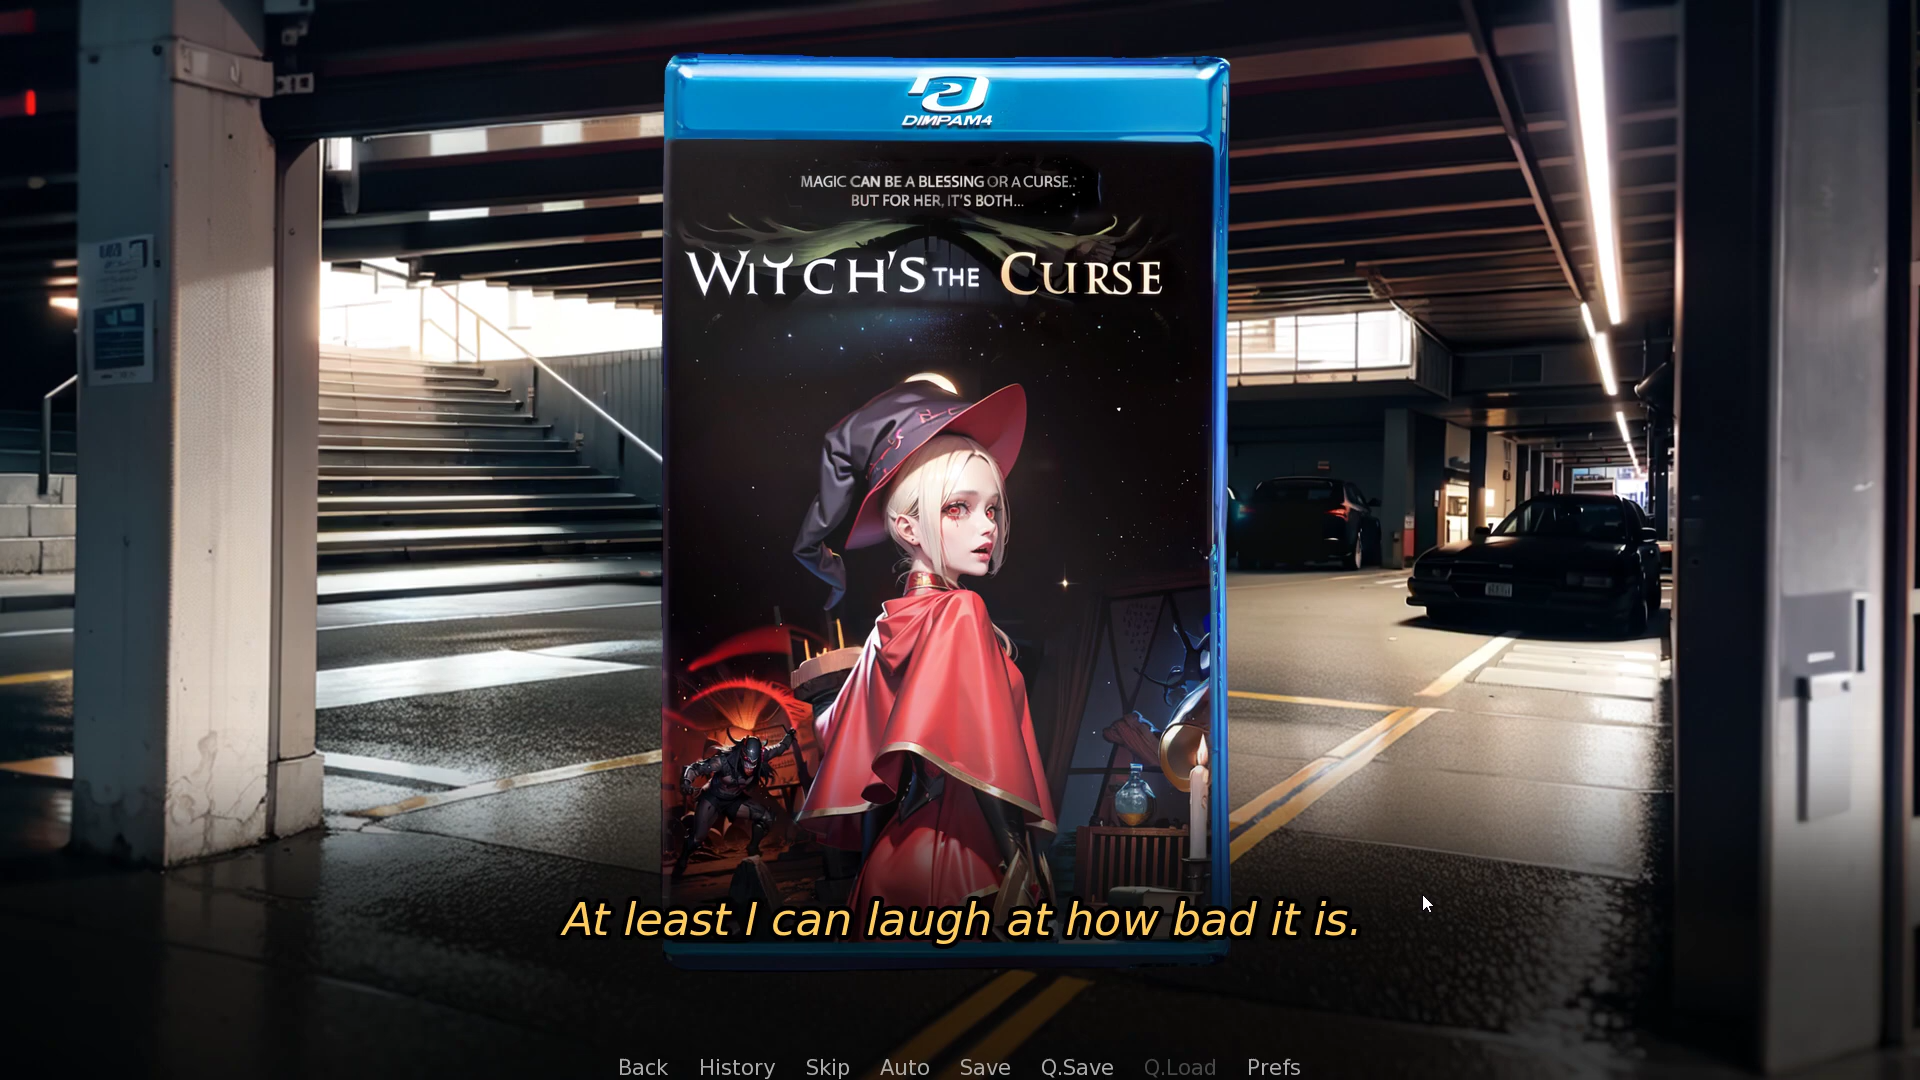 DIMPAM4
MAGIC CAN BE A BLESSING OR A CURSE.
BUT FOR HER, IT'S BOTH...
WITCH'S THE CURSE
At least I can laugh at how bad it is.
Back History Skip Auto Save Q.Save Q.Load Prefs